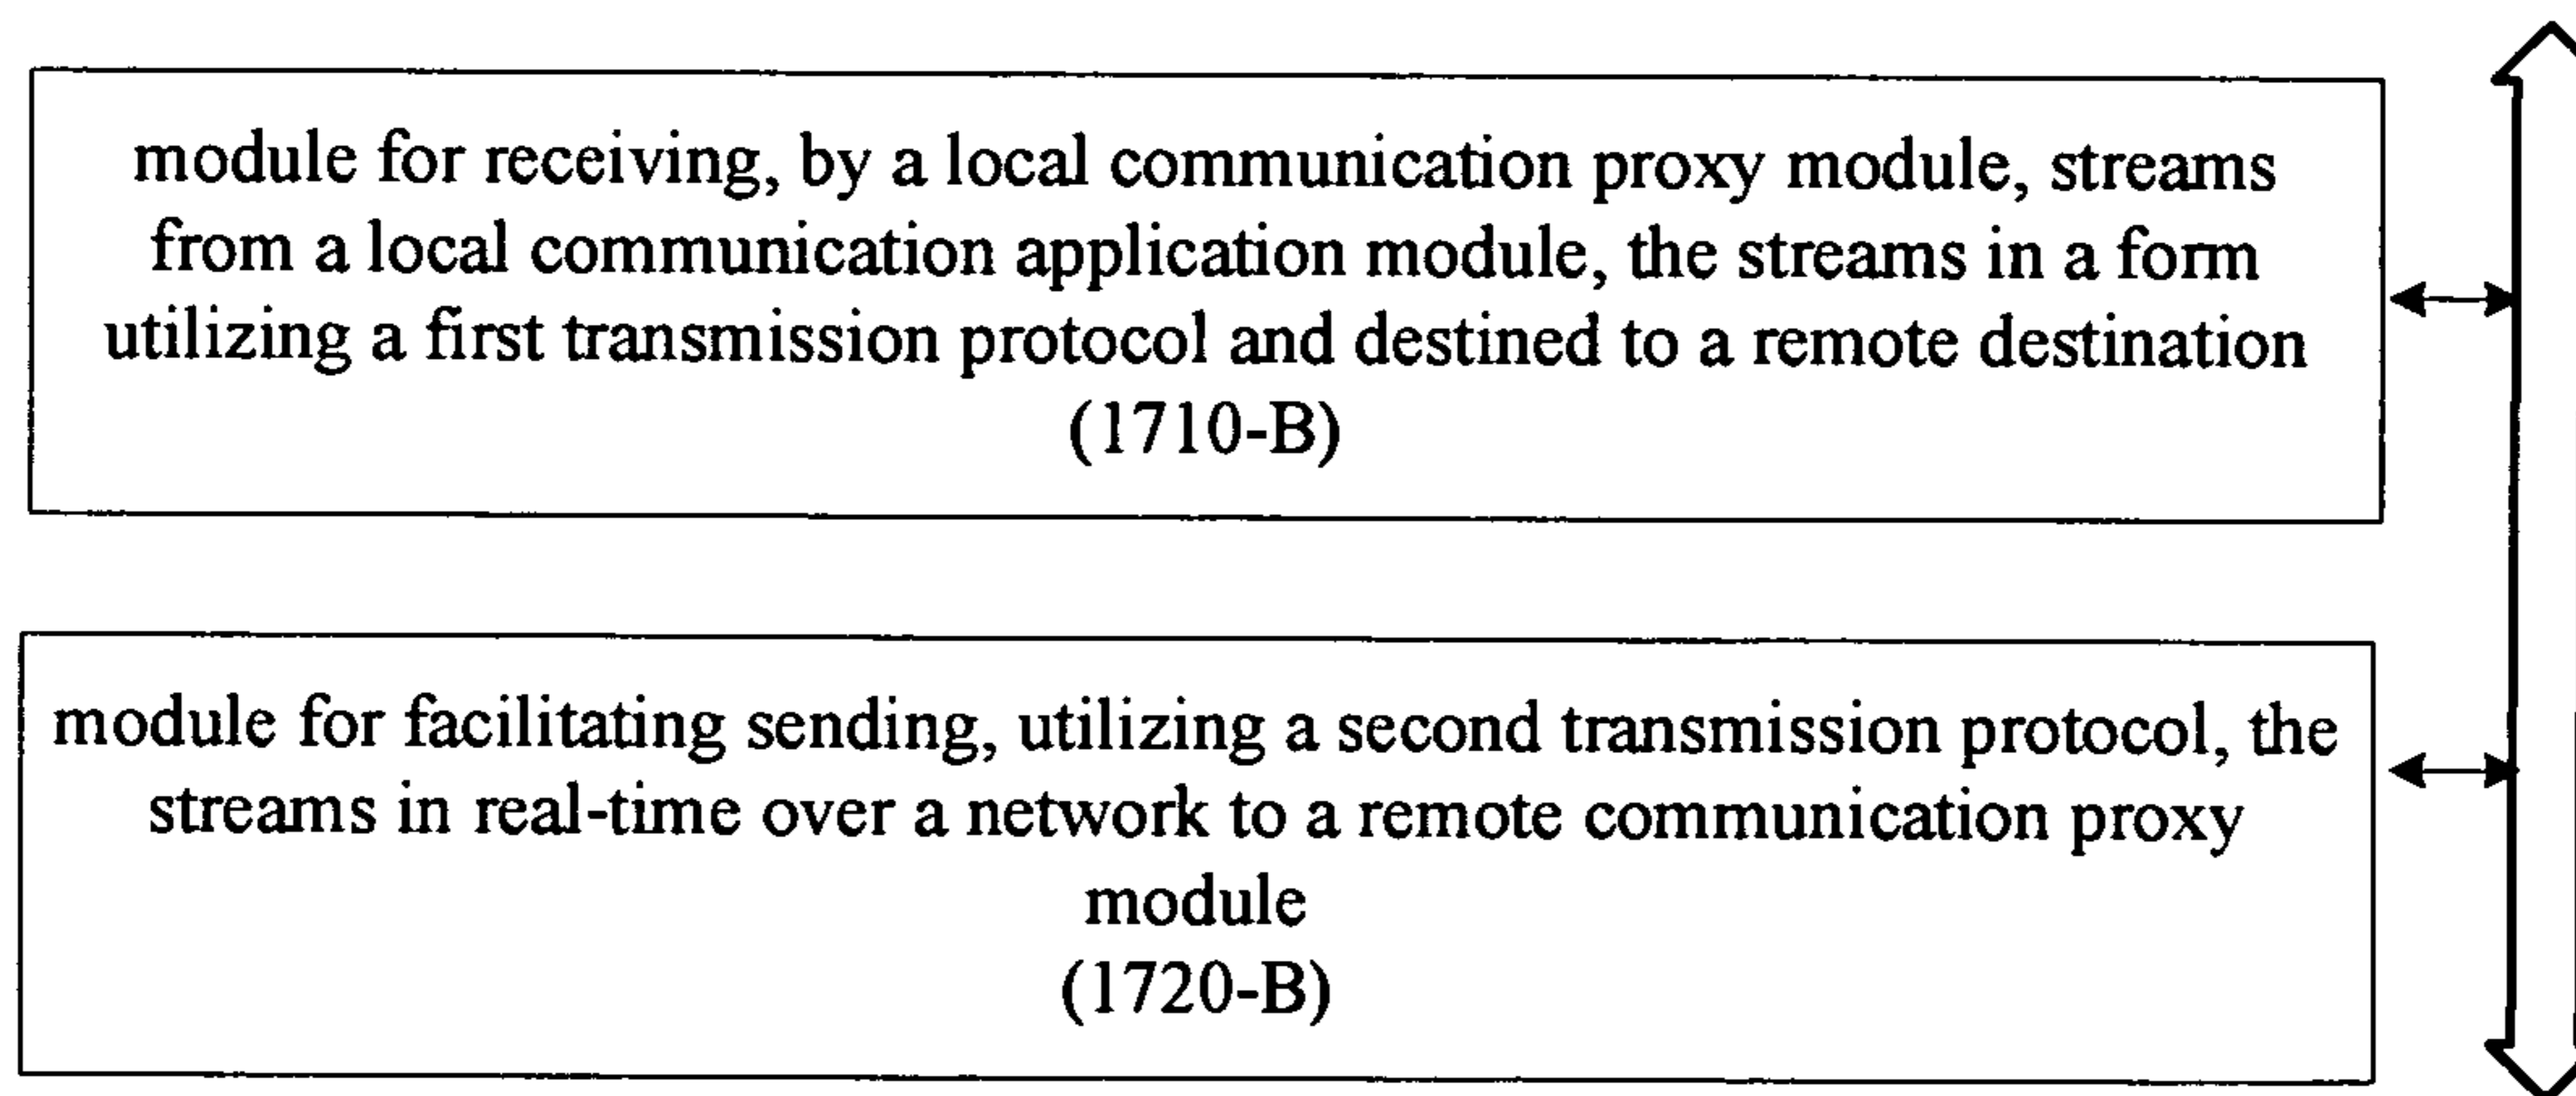 module for receiving, by a local communication proxy module, streams
from a local communication application module, the streams in a form
utilizing a first transmission protocol and destined to a remote destination
(1710-B)
module for facilitating sending, utilizing a second transmission protocol, the
streams in real-time over a network to a remote communication proxy
module
(1720-B)